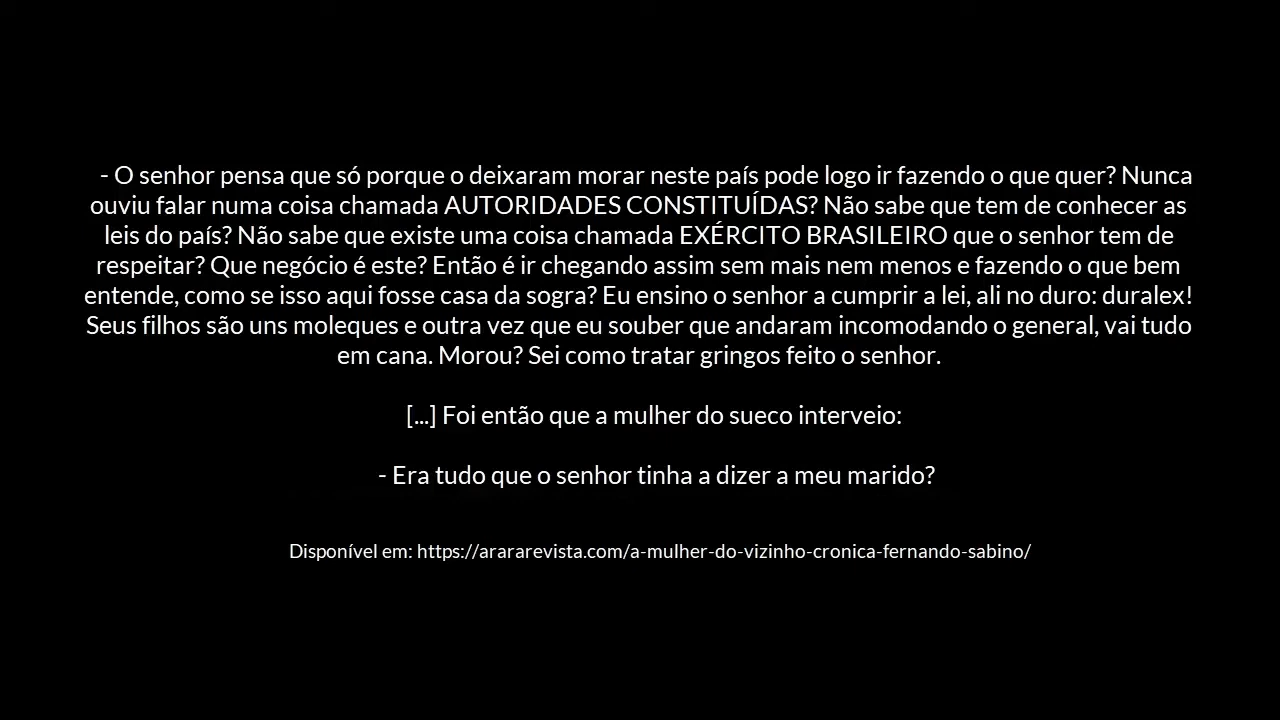 - O senhor pensa que só porque o deixaram morar neste país pode logo ir fazendo o que quer? Nunca
ouviu falar numa coisa chamada AUTORIDADES CONSTITUÍDAS? Não sabe que tem de conhecer as
leis do país? Não sabe que existe uma coisa chamada EXÉRCITO BRASILEIRO que o senhor tem de
respeitar? Que negócio é este? Então é ir chegando assim sem mais nem menos e fazendo o que bem
entende, como se isso aqui fosse casa da sogra? Eu ensino o senhor a cumprir a lei, ali no duro: duralex!
Seus filhos são uns moleques e outra vez que eu souber que andaram incomodando o general, vai tudo
em cana. Morou? Sei como tratar gringos feito o senhor.
[...] Foi então que a mulher do sueco interveio:
- Era tudo que o senhor tinha a dizer a meu marido?
Disponível em: https://arararevista.com/a-mulher-do-vizinho-cronica-fernando-sabino/